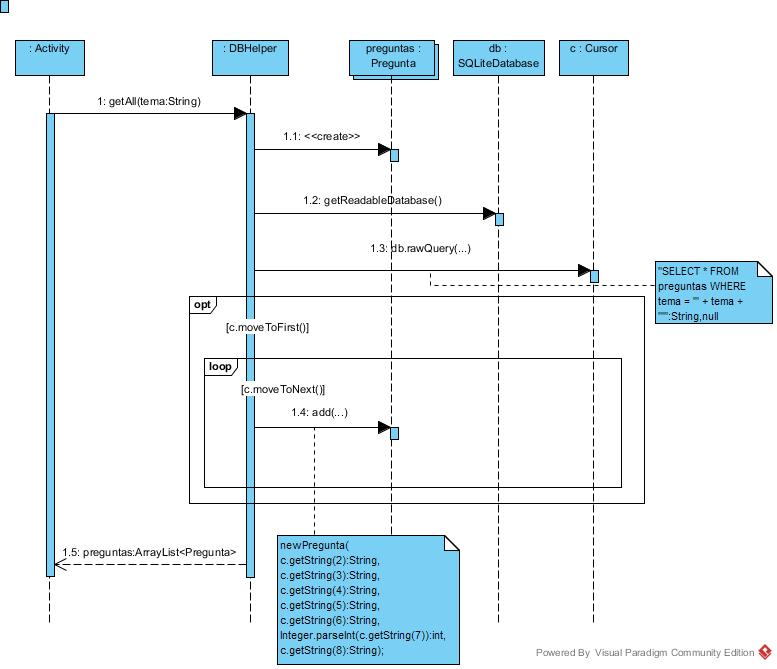 : Activity
: DBHelper
preguntas :
Pregunta
db :
SQLiteDatabase
c : Cursor
1: getAll(tema:String)
1.1: <<create>>
1.2: getReadableDatabase()
1.3: db.rawQuery(...)
"SELECT * FROM
preguntas WHERE
tema = '" + tema +
"'":String,null
opt
[c.moveToFirst()]
loop
[c.moveToNext()]
1.4: add(...)
1.5: preguntas:ArrayList<Pregunta>
newPregunta(
c.getString(2):String,
c.getString(3):String,
c.getString(4):String,
c.getString(5):String,
c.getString(6):String,
Integer.parseInt(c.getString(7)):int,
c.getString(8):String);
Powered By Visual Paradigm Community Edition